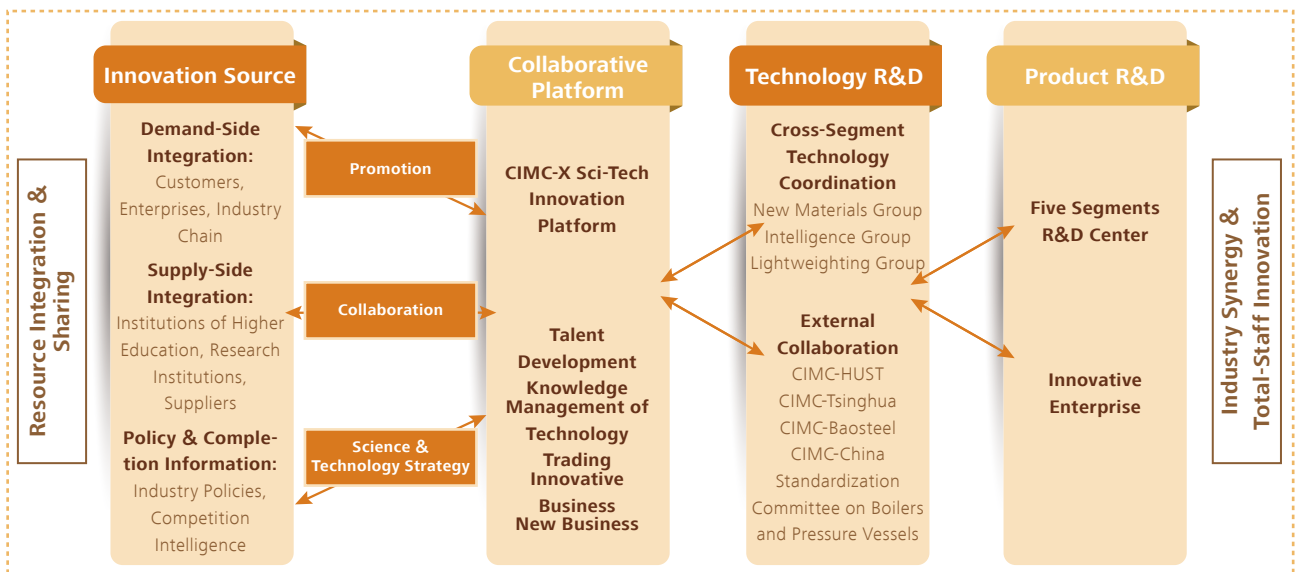 Resource Integration &
Sharing
Innovation Source
Demand-Side
Integration:
Customers,
Enterprises, Industry
Chain
Supply-Side
Integration:
Institutions of Higher
Education, Research
Institutions,
Suppliers
Policy & Comple-
tion Information:
Industry Policies,
Competition
Intelligence
Promotion
Collaboration
Science &
Technology Strategy
Collaborative
Platform
CIMC-X Sci-Tech
Innovation
Platform
Talent
Development
Knowledge
Management of
Technology
Trading
Innovative
Business
New Business
Technology R&D
Cross-Segment
Technology
Coordination
New Materials Group
Intelligence Group
Lightweighting Group
External
Collaboration
CIMC-HUST
CIMC-Tsinghua
CIMC-Baosteel
CIMC-China
Standardization
Committee on Boilers
and Pressure Vessels
Product R&D
Five Segments
R&D Center
Innovative
Enterprise
Industry Synergy &
Total-Staff Innovation